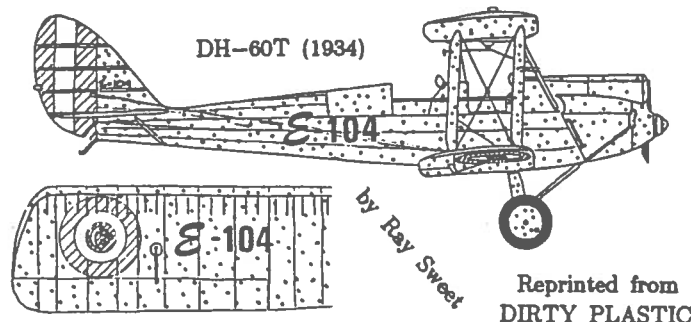 DH-60T (1934)
E 104
E-104
by Ray Sweet
Reprinted from
DIRTY PLASTIC